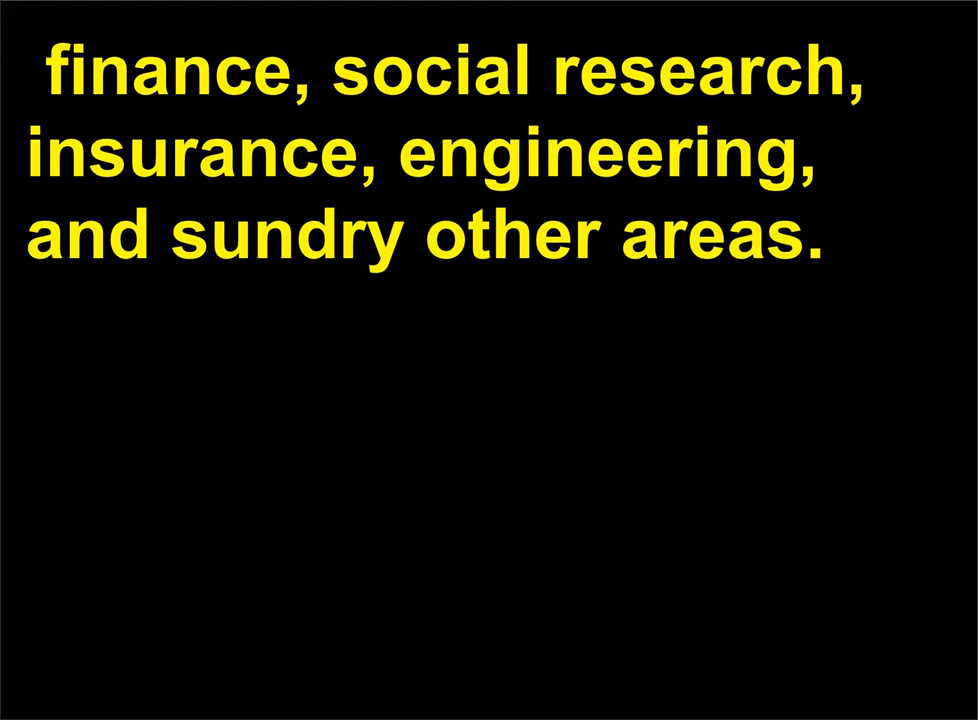 finance, social research,
insurance, engineering,
and sundry other areas.